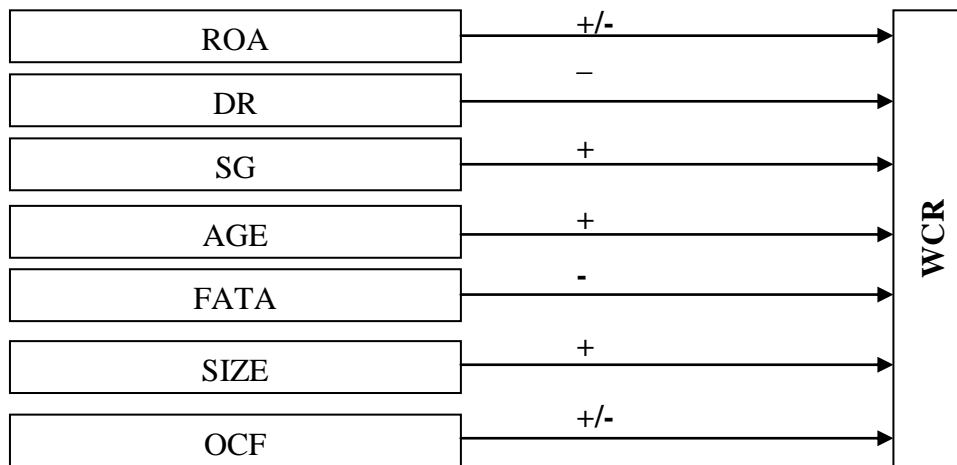 ROA +/-
DR –
SG +
AGE +
FATA -
SIZE +
OCF +/-
WCR